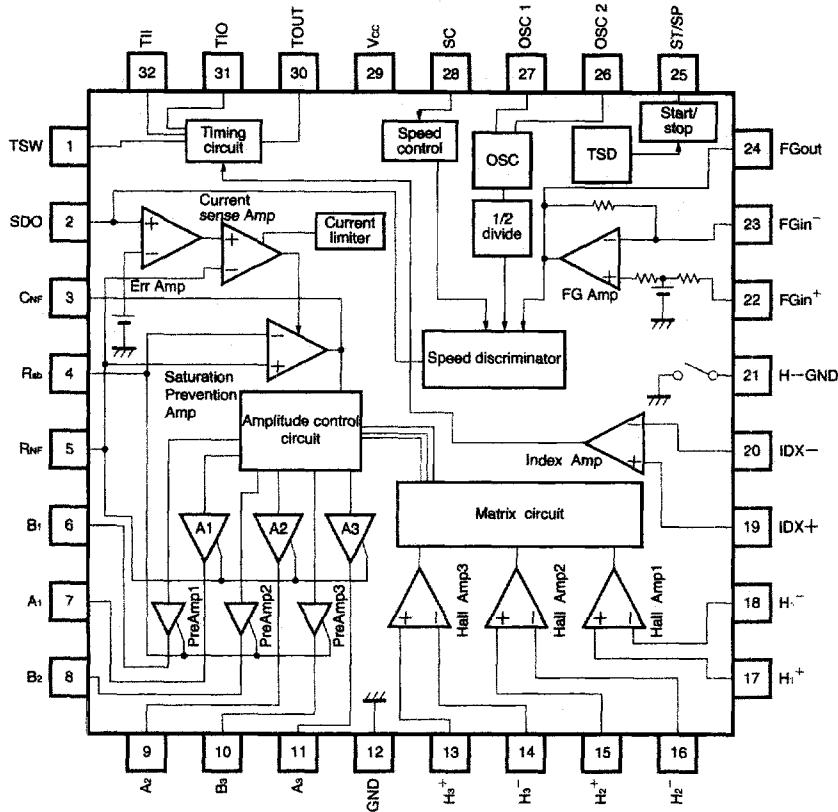 TII
TIO
TOUT
Vcc
SC
OSC 1
OSC 2
ST/SP
32
31
30
29
28
27
26
25
TSW
1
Timing
circuit
Speed
control
OSC
TSD
Start/
stop
24
FGout
SDO
2
Current
sense Amp
Current
limiter
1/2
divide
23
FGin−
Err Amp
FG Amp
CNF
3
22
FGin+
Rsb
4
Saturation
Prevention
Amp
Speed discriminator
21
H–GND
Amplitude control
circuit
RNF
5
Index Amp
20
IDX−
B1
6
A1
A2
A3
Matrix circuit
19
IDX+
A1
7
PreAmp1
PreAmp2
PreAmp3
Hall Amp3
Hall Amp2
Hall Amp1
18
H1−
B2
8
17
H1+
9
10
11
12
13
14
15
16
A2
B3
A3
GND
H3+
H3−
H2+
H2−